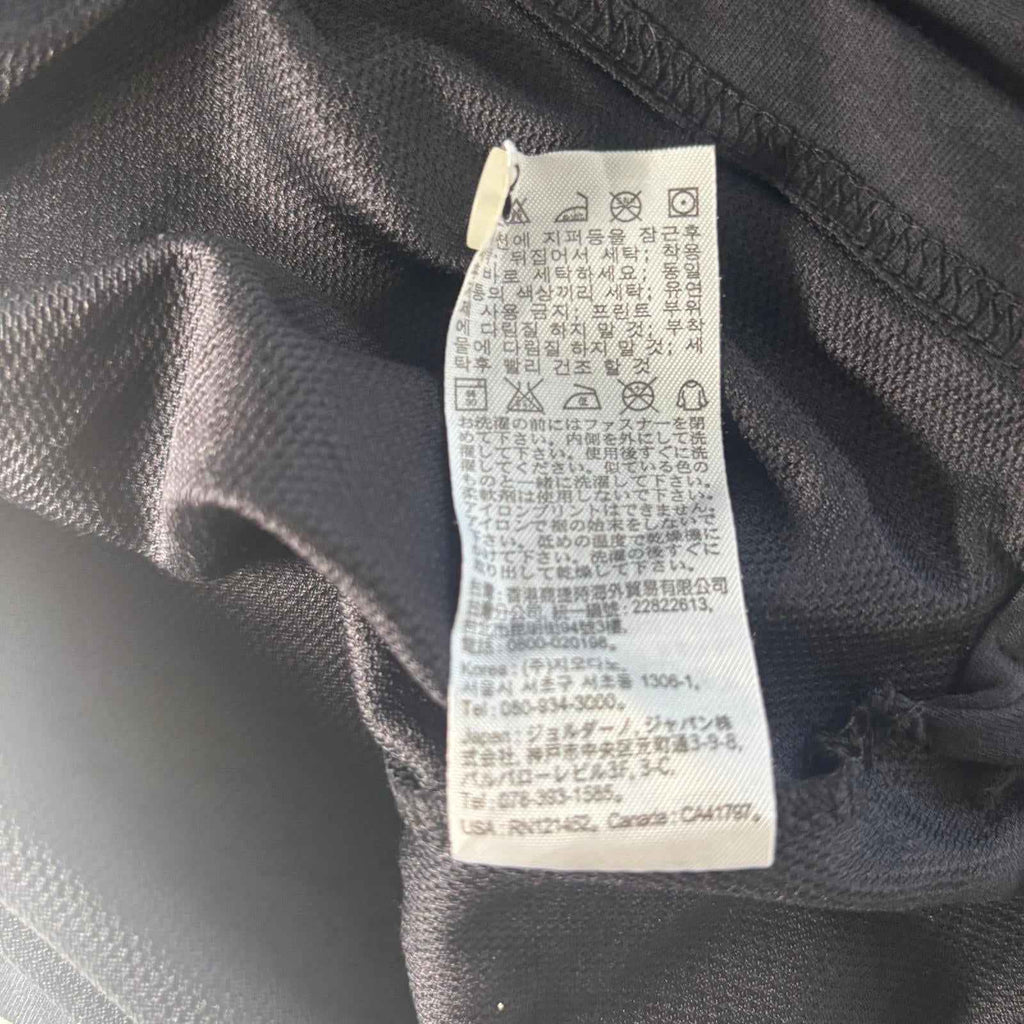 전에 지퍼등을 잠근후
뒤집어서 세탁; 착용
바로 세탁하세요; 동일
통의 색상끼리 세탁; 유연
제 사용 금지; 프린트 부위
에 다림질 하지 말 것; 부착
물에 다림질 하지 말 것; 세
탁후 빨리 건조 할 것
お洗濯の前にはファスナーを閉
めて下さい。内側を外にして洗
濯して下さい。使用後すぐに洗
濯してください。似ている色の
ものと一緒に洗濯して下さい。
柔軟剤は使用しないで下さい。
アイロンプリントはできません。
アイロンで裾の始末をしないで
下さい。低めの温度で乾燥機に
掛けて下さい。洗濯の後すぐに
取り出して乾燥して下さい。
海外貿易有限公司
統一編號: 22822613,
64號3樓
電話: 0800-020198。
Korea: (주)지오다노,
서울시 서초구 서초동 1306-1,
Tel: 080-934-3000。
Japan: ジョルダーノ ジャパン株
式会社, 神戸市中央区元町通3-9-8,
パルパローレビル3F, 3-C,
Tel: 078-393-1585。
USA: RN121452。Canada: CA41797。